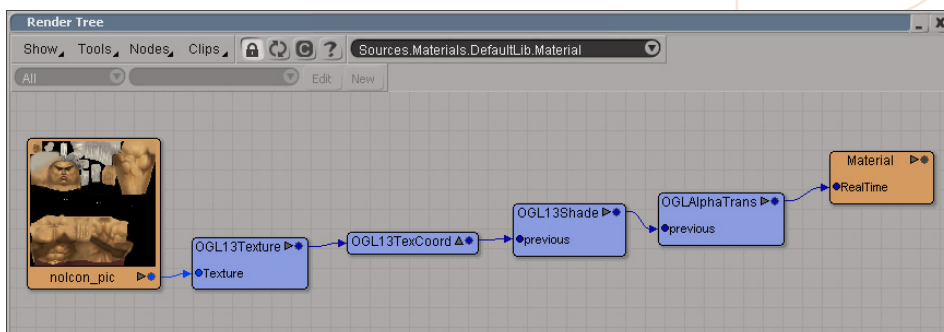 Render Tree
Show Tools Nodes Clips C ? Sources.Materials.DefaultLib.Material
All Edit New
noIcon_pic
OGL13Texture
Texture
OGL13TexCoord
OGL13Shade
previous
OGLAlphaTrans
previous
Material
RealTime